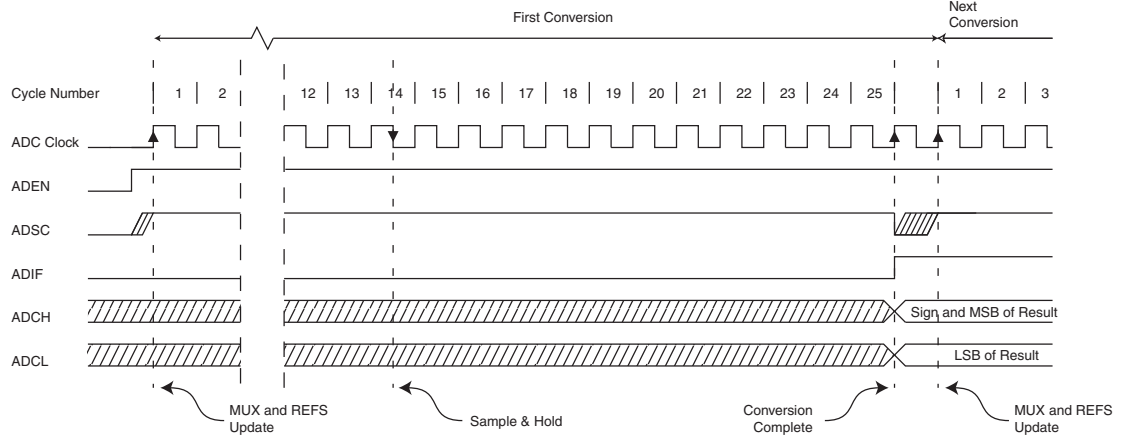 First Conversion
Next
Conversion
Cycle Number 1 2 12 13 14 15 16 17 18 19 20 21 22 23 24 25 1 2 3
ADC Clock
ADEN
ADSC
ADIF
ADCH Sign and MSB of Result
ADCL LSB of Result
MUX and REFS
Update
Sample & Hold
Conversion
Complete
MUX and REFS
Update